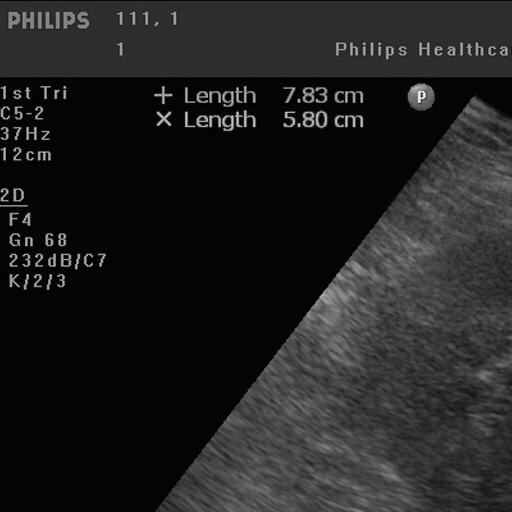 PHILIPS 111, 1
1 Philips Healthca
1st Tri
C5-2
37Hz
12cm
2D
F4
Gn 68
232dB/C7
K/2/3
+ Length 7.83 cm
× Length 5.80 cm
P